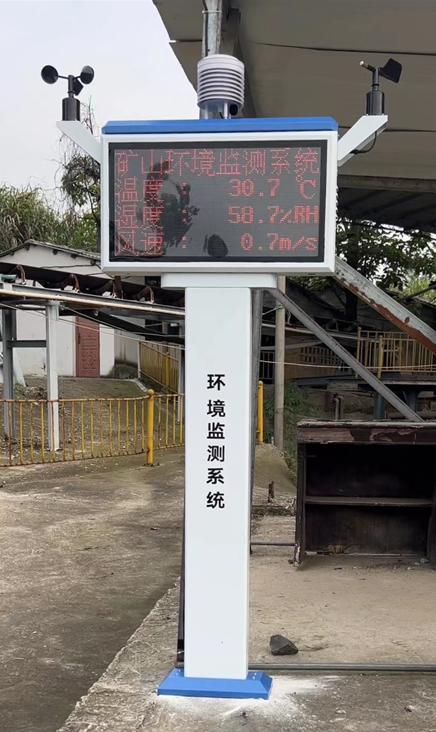 矿山环境监测系统
温度： 30.7 ℃
湿度： 58.7%RH
风速： 0.7m/s
环境监测系统